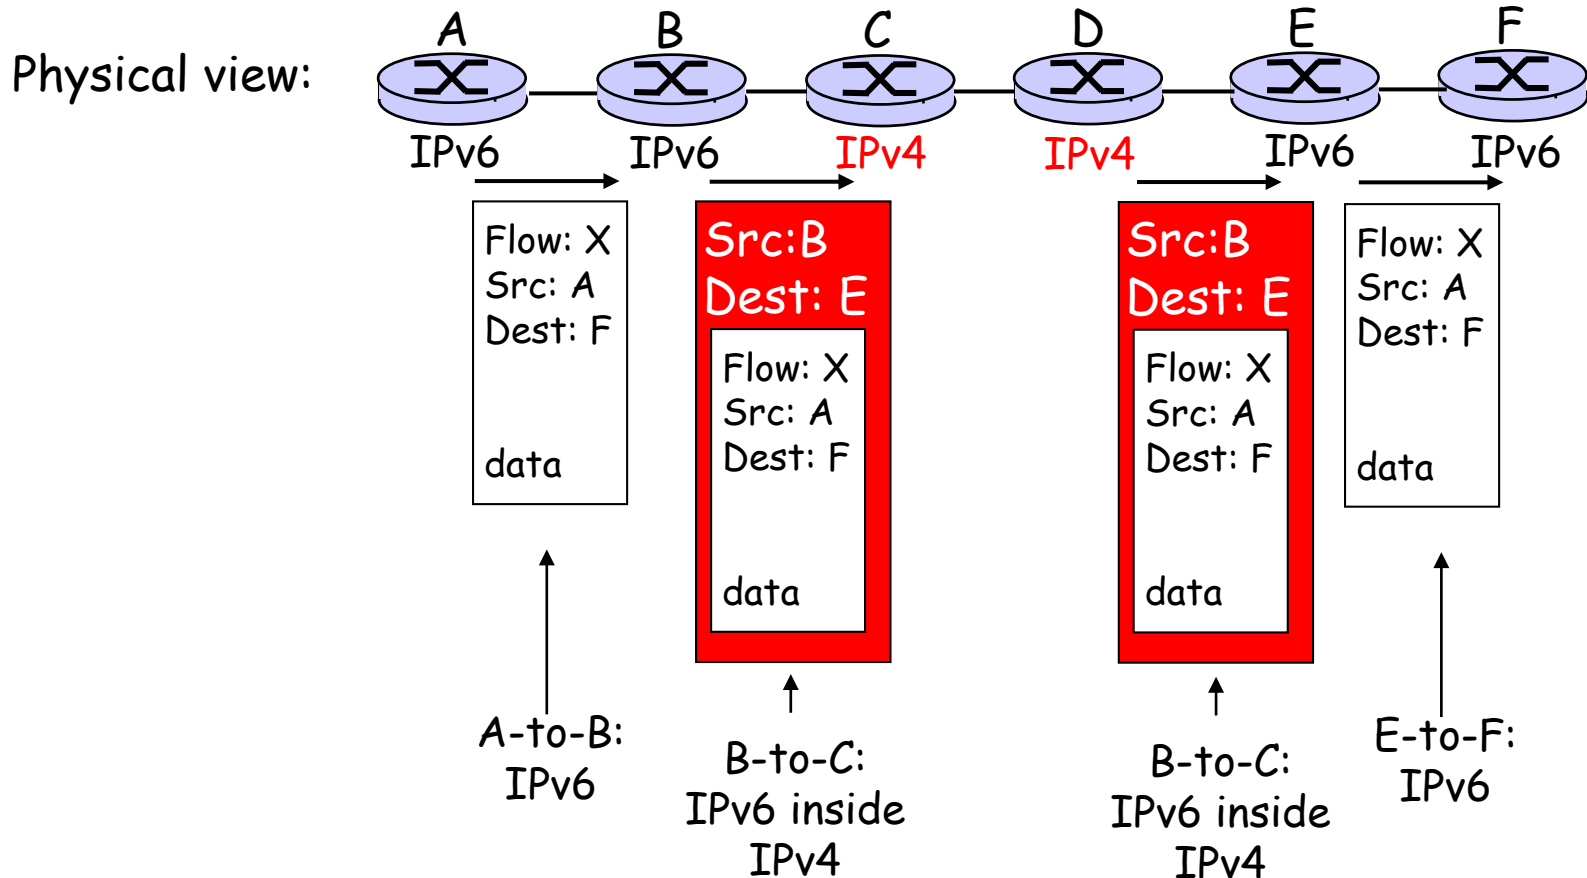 A B C D E F
Physical view:
IPv6 IPv6 IPv4 IPv4 IPv6 IPv6
Flow: X
Src: A
Dest: F
data
Src:B
Dest: E
Flow: X
Src: A
Dest: F
data
Src:B
Dest: E
Flow: X
Src: A
Dest: F
data
Flow: X
Src: A
Dest: F
data
A-to-B:
IPv6
B-to-C:
IPv6 inside
IPv4
B-to-C:
IPv6 inside
IPv4
E-to-F:
IPv6